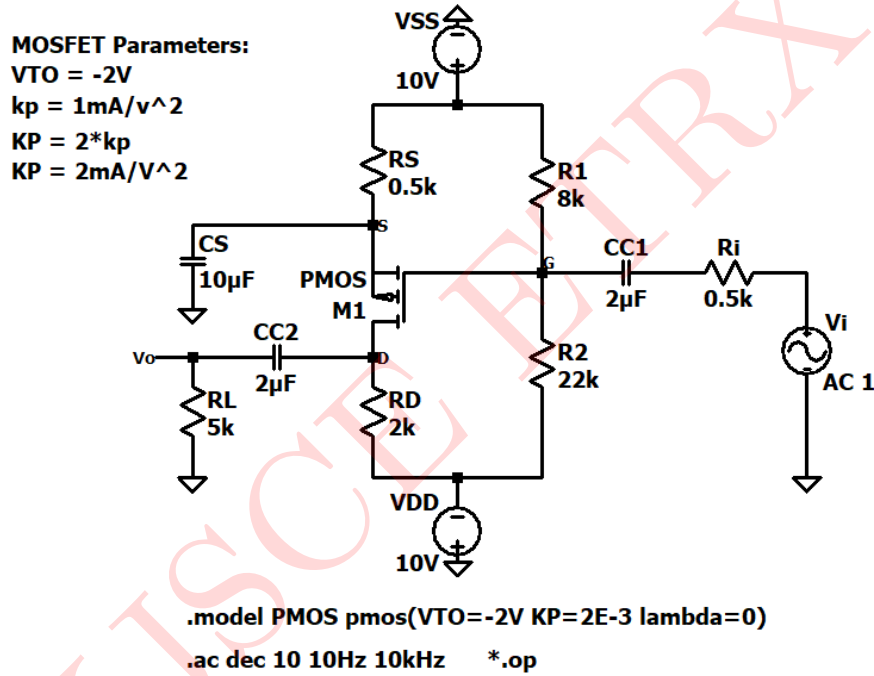 VSS
MOSFET Parameters:
VTO = -2V
kp = 1mA/v^2
KP = 2*kp
KP = 2mA/V^2
10V
RS
0.5k
R1
8k
S
CS
10µF
PMOS
M1
G
CC1
2µF
Ri
0.5k
Vi
AC 1
CC2
2µF
Vo
D
RL
5k
RD
2k
R2
22k
VDD
10V
.model PMOS pmos(VTO=-2V KP=2E-3 lambda=0)
.ac dec 10 10Hz 10kHz *.op
JSCE ETRX